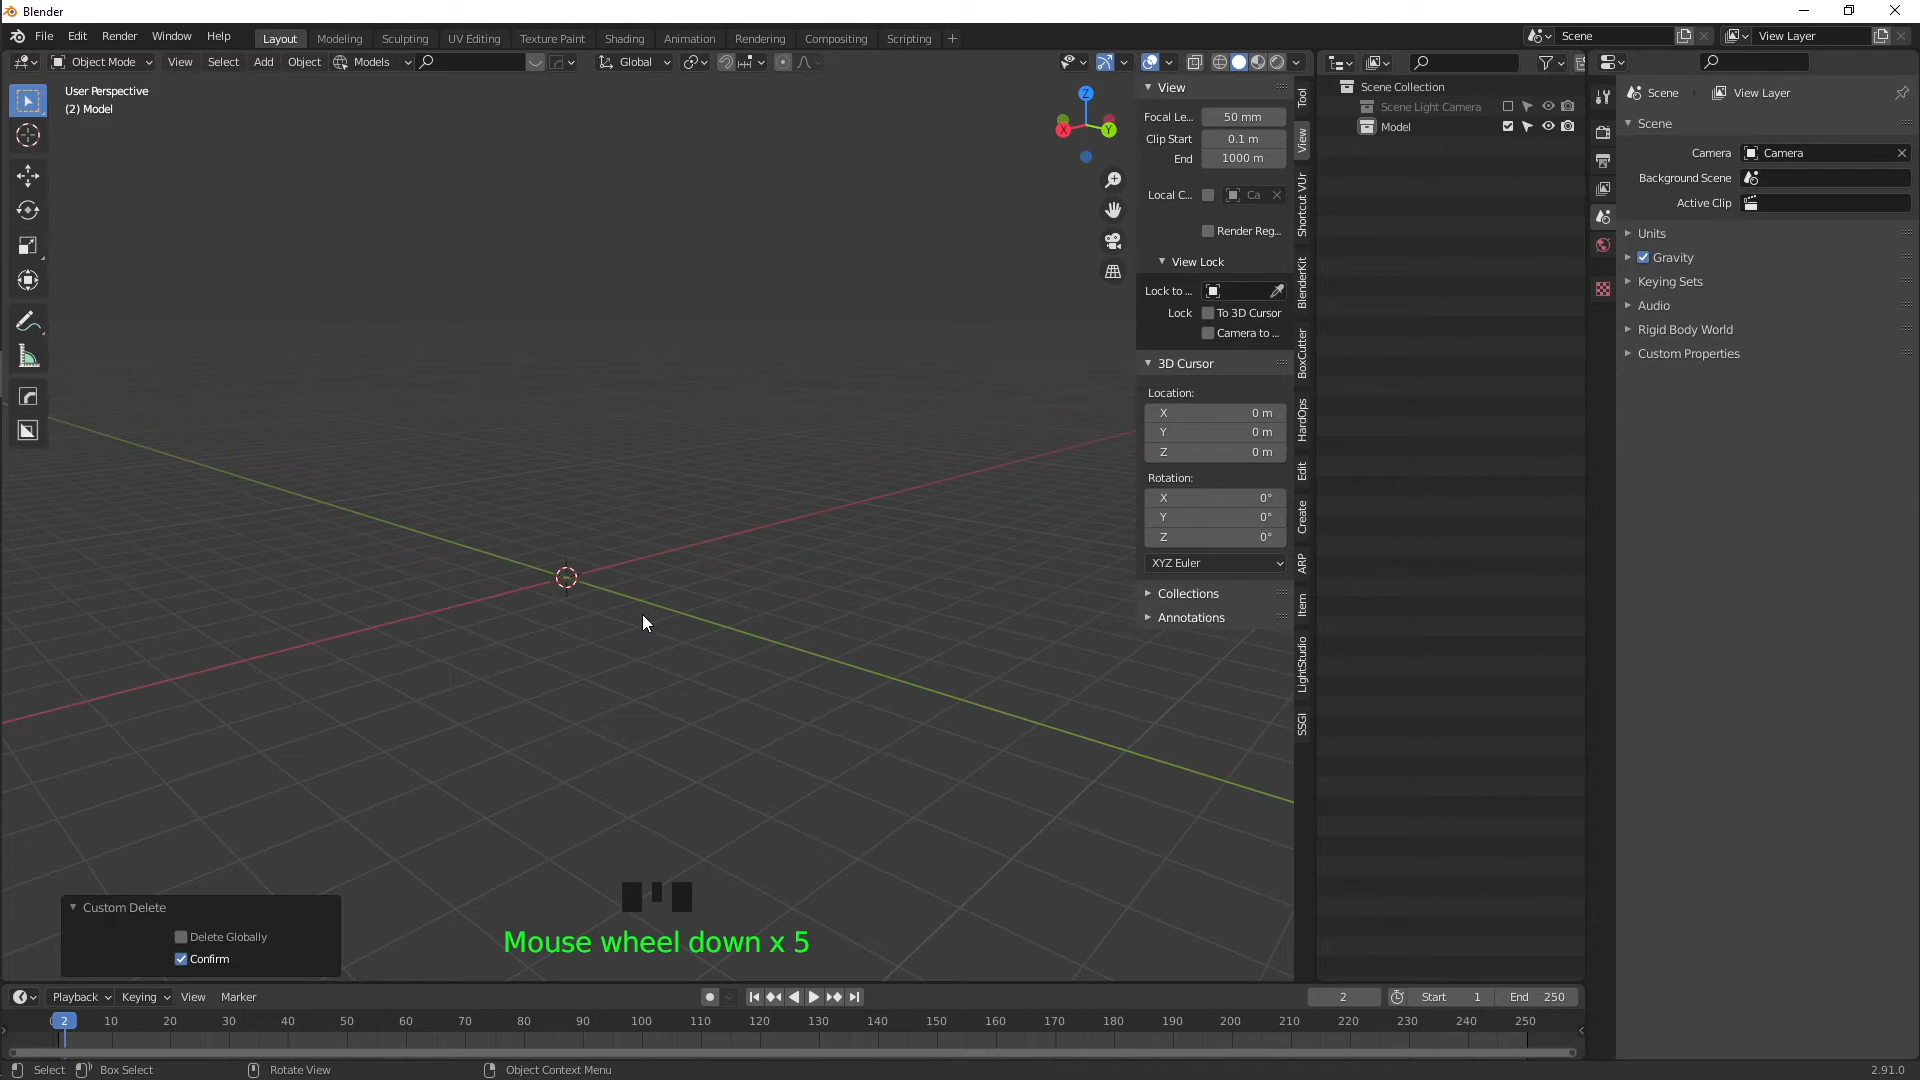 Blender
File Edit Render Window Help
Layout Modeling Sculpting UV Editing Texture Paint Shading Animation Rendering Compositing Scripting +
Scene
View Layer
Object Mode View Select Add Object Models Global
User Perspective
(2) Model
Z
X
Y
View
Focal Le... 50 mm
Clip Start 0.1 m
End 1000 m
Local C... Ca
Render Reg...
View Lock
Lock to ...
Lock To 3D Cursor
Camera to ...
3D Cursor
Location:
X 0 m
Y 0 m
Z 0 m
Rotation:
X 0°
Y 0°
Z 0°
XYZ Euler
Collections
Annotations
Tool
View
Shortcut VUr
BlenderKit
BoxCutter
HardOps
Edit
Create
ARP
Item
LightStudio
SSGI
Scene Collection
Scene Light Camera
Model
Scene View Layer
Scene
Camera Camera
Background Scene
Active Clip
Units
Gravity
Keying Sets
Audio
Rigid Body World
Custom Properties
Custom Delete
Delete Globally
Confirm
Mouse wheel down x 5
Playback Keying View Marker
2 Start 1 End 250
0 2 10 20 30 40 50 60 70 80 90 100 110 120 130 140 150 160 170 180 190 200 210 220 230 240 250
Select Box Select Rotate View Object Context Menu 2.91.0